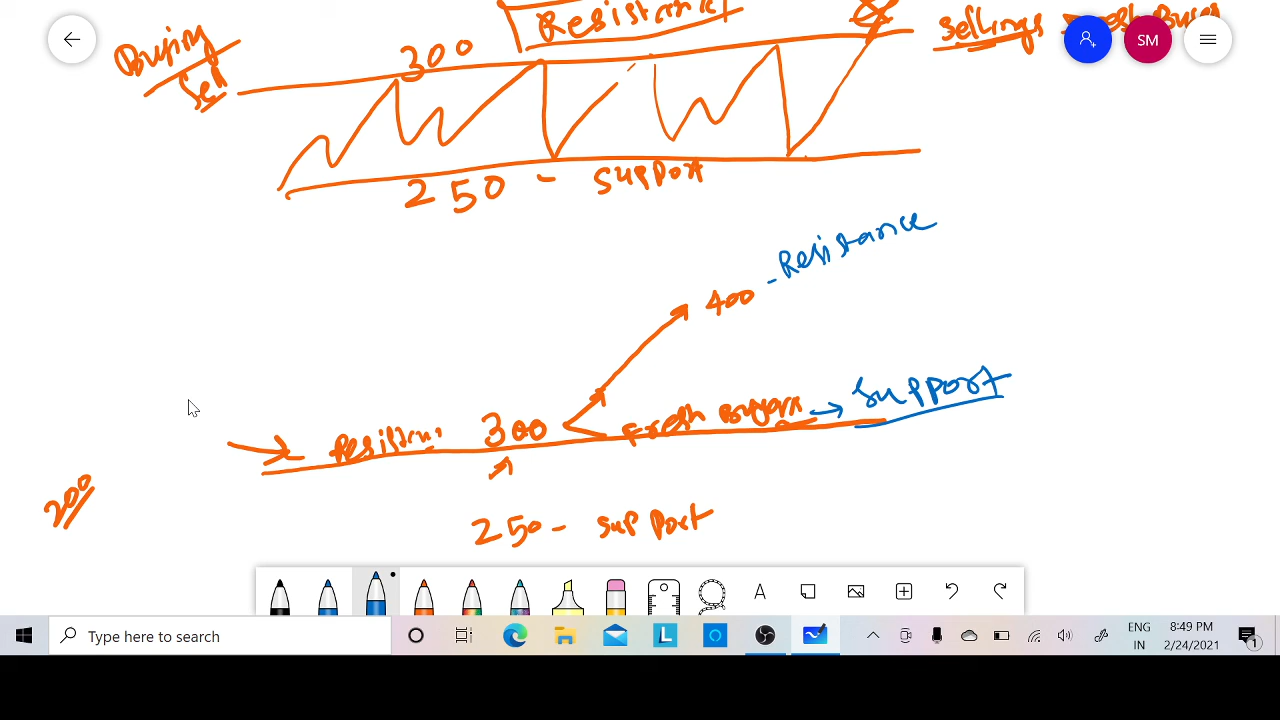 Resistance
Buying
Sel
300
Sellings
SM
250 - support
- Resistance
400
→ Support
Fresh Buyers
300
200
250 - support
A
Type here to search
L
ENG
IN
8:49 PM
2/24/2021
1